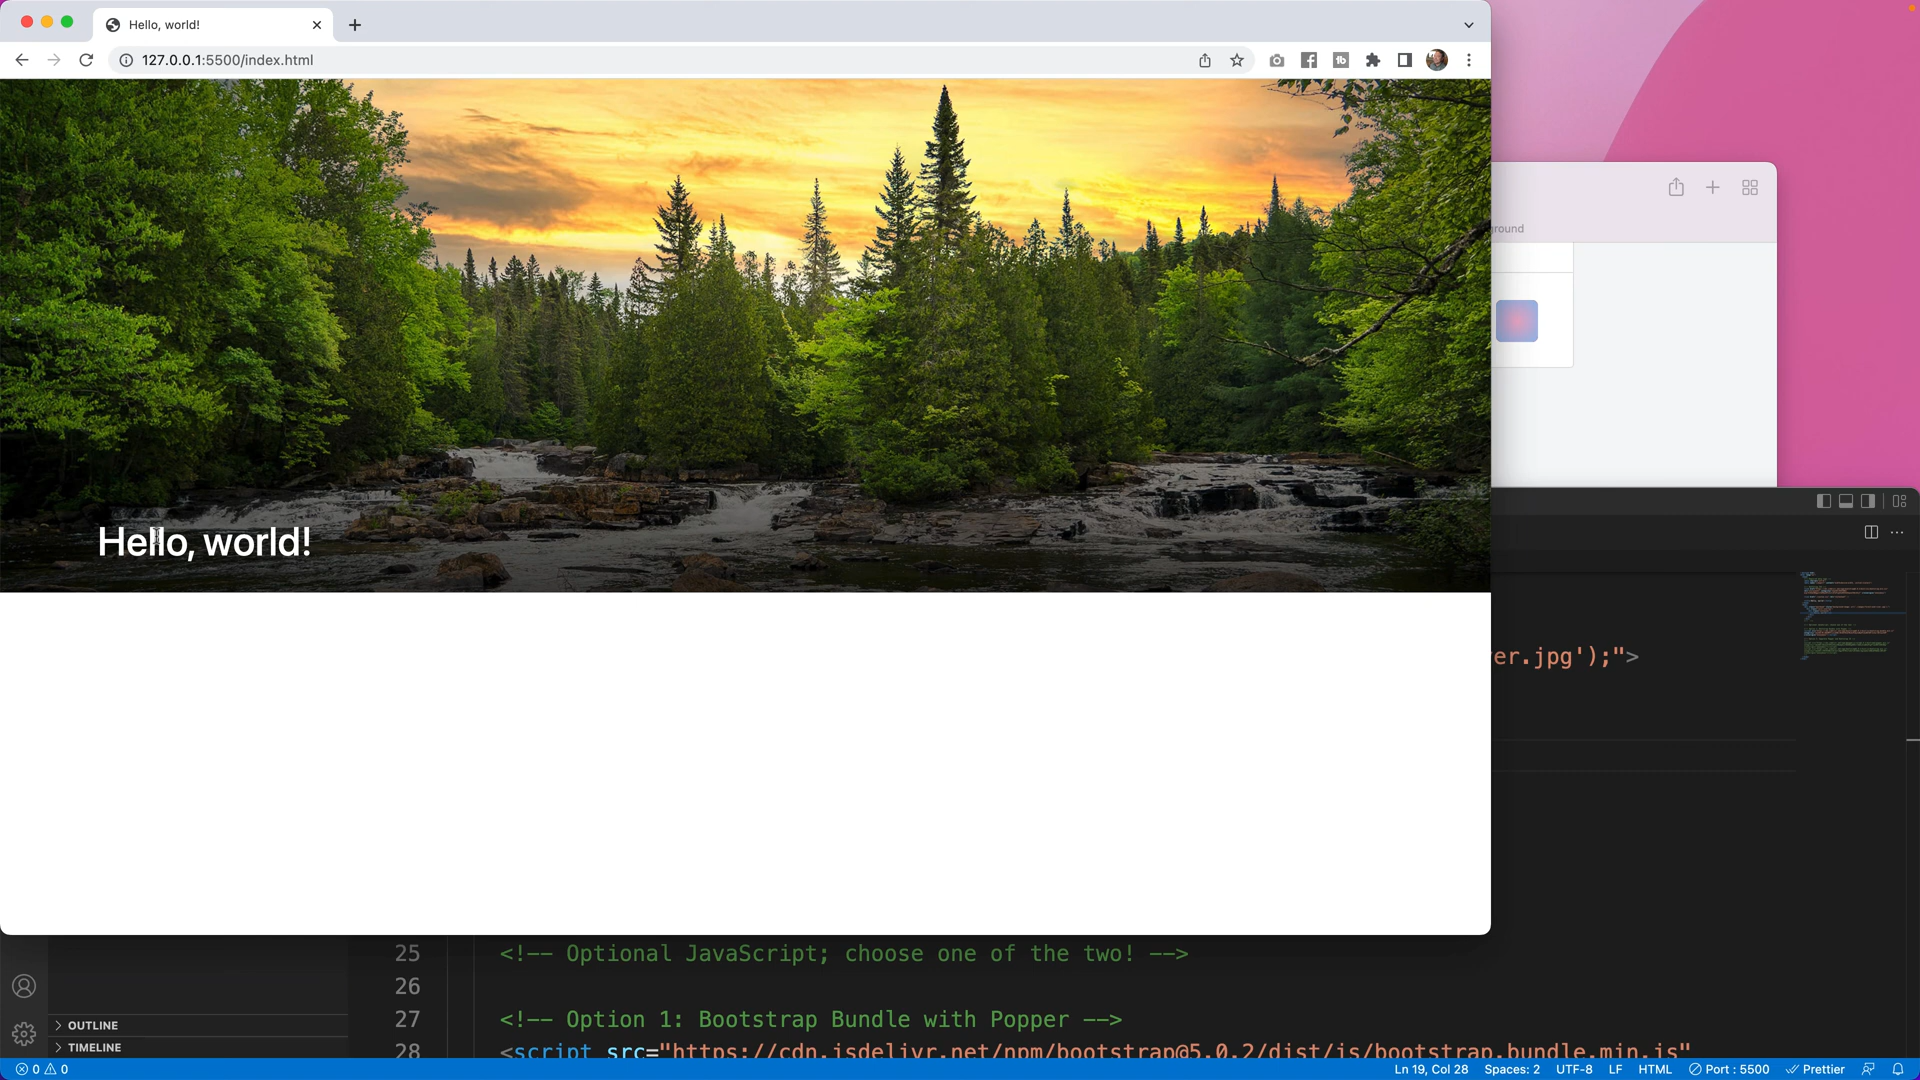 Hello, world!
127.0.0.1:5500/index.html
round
Hello, world!
er.jpg');">
25 <!-- Optional JavaScript; choose one of the two! -->
26
27 <!-- Option 1: Bootstrap Bundle with Popper -->
28 <script src="https://cdn.jsdelivr.net/npm/bootstrap@5.0.2/dist/js/bootstrap.bundle.min.js"
OUTLINE
TIMELINE
0 0 Ln 19, Col 28 Spaces: 2 UTF-8 LF HTML Port : 5500 Prettier